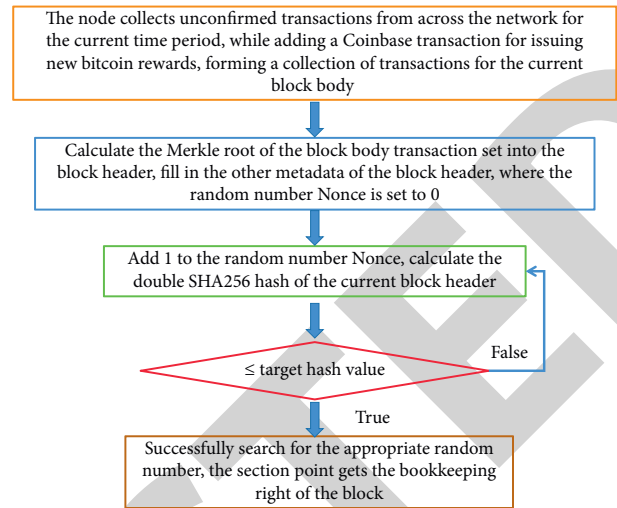 The node collects unconfirmed transactions from across the network for
the current time period, while adding a Coinbase transaction for issuing
new bitcoin rewards, forming a collection of transactions for the current
block body
Calculate the Merkle root of the block body transaction set into the
block header, fill in the other metadata of the block header, where the
random number Nonce is set to 0
Add 1 to the random number Nonce, calculate the
double SHA256 hash of the current block header
≤ target hash value
False
True
Successfully search for the appropriate random
number, the section point gets the bookkeeping
right of the block